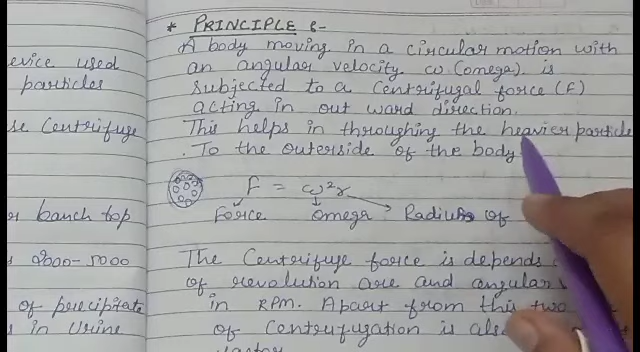 evice used
particles
se Centrifuge
banch top
2000-5000
of precipitate
in Urine
* PRINCIPLE :-
A body moving in a circular motion with
an angular velocity ω (omega) is
subjected to a centrifugal force (F)
acting in out ward direction.
This helps in throughing the heavier particle
To the outerside of the body
F = ω²r
Force Omega Radius of
The Centrifuge force is depends
of revolution are and angular
in RPM. Apart from this two
of Centrifugation is also